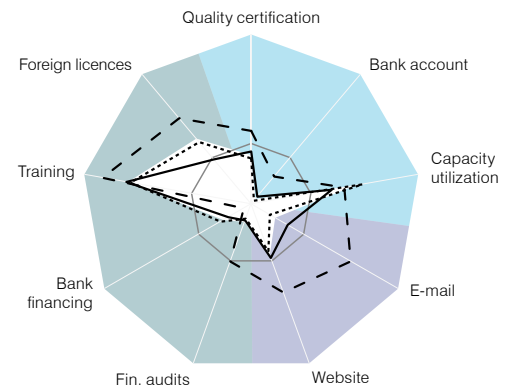 Quality certification
Foreign licences
Bank account
Training
Capacity
utilization
Bank
financing
E-mail
Fin. audits
Website